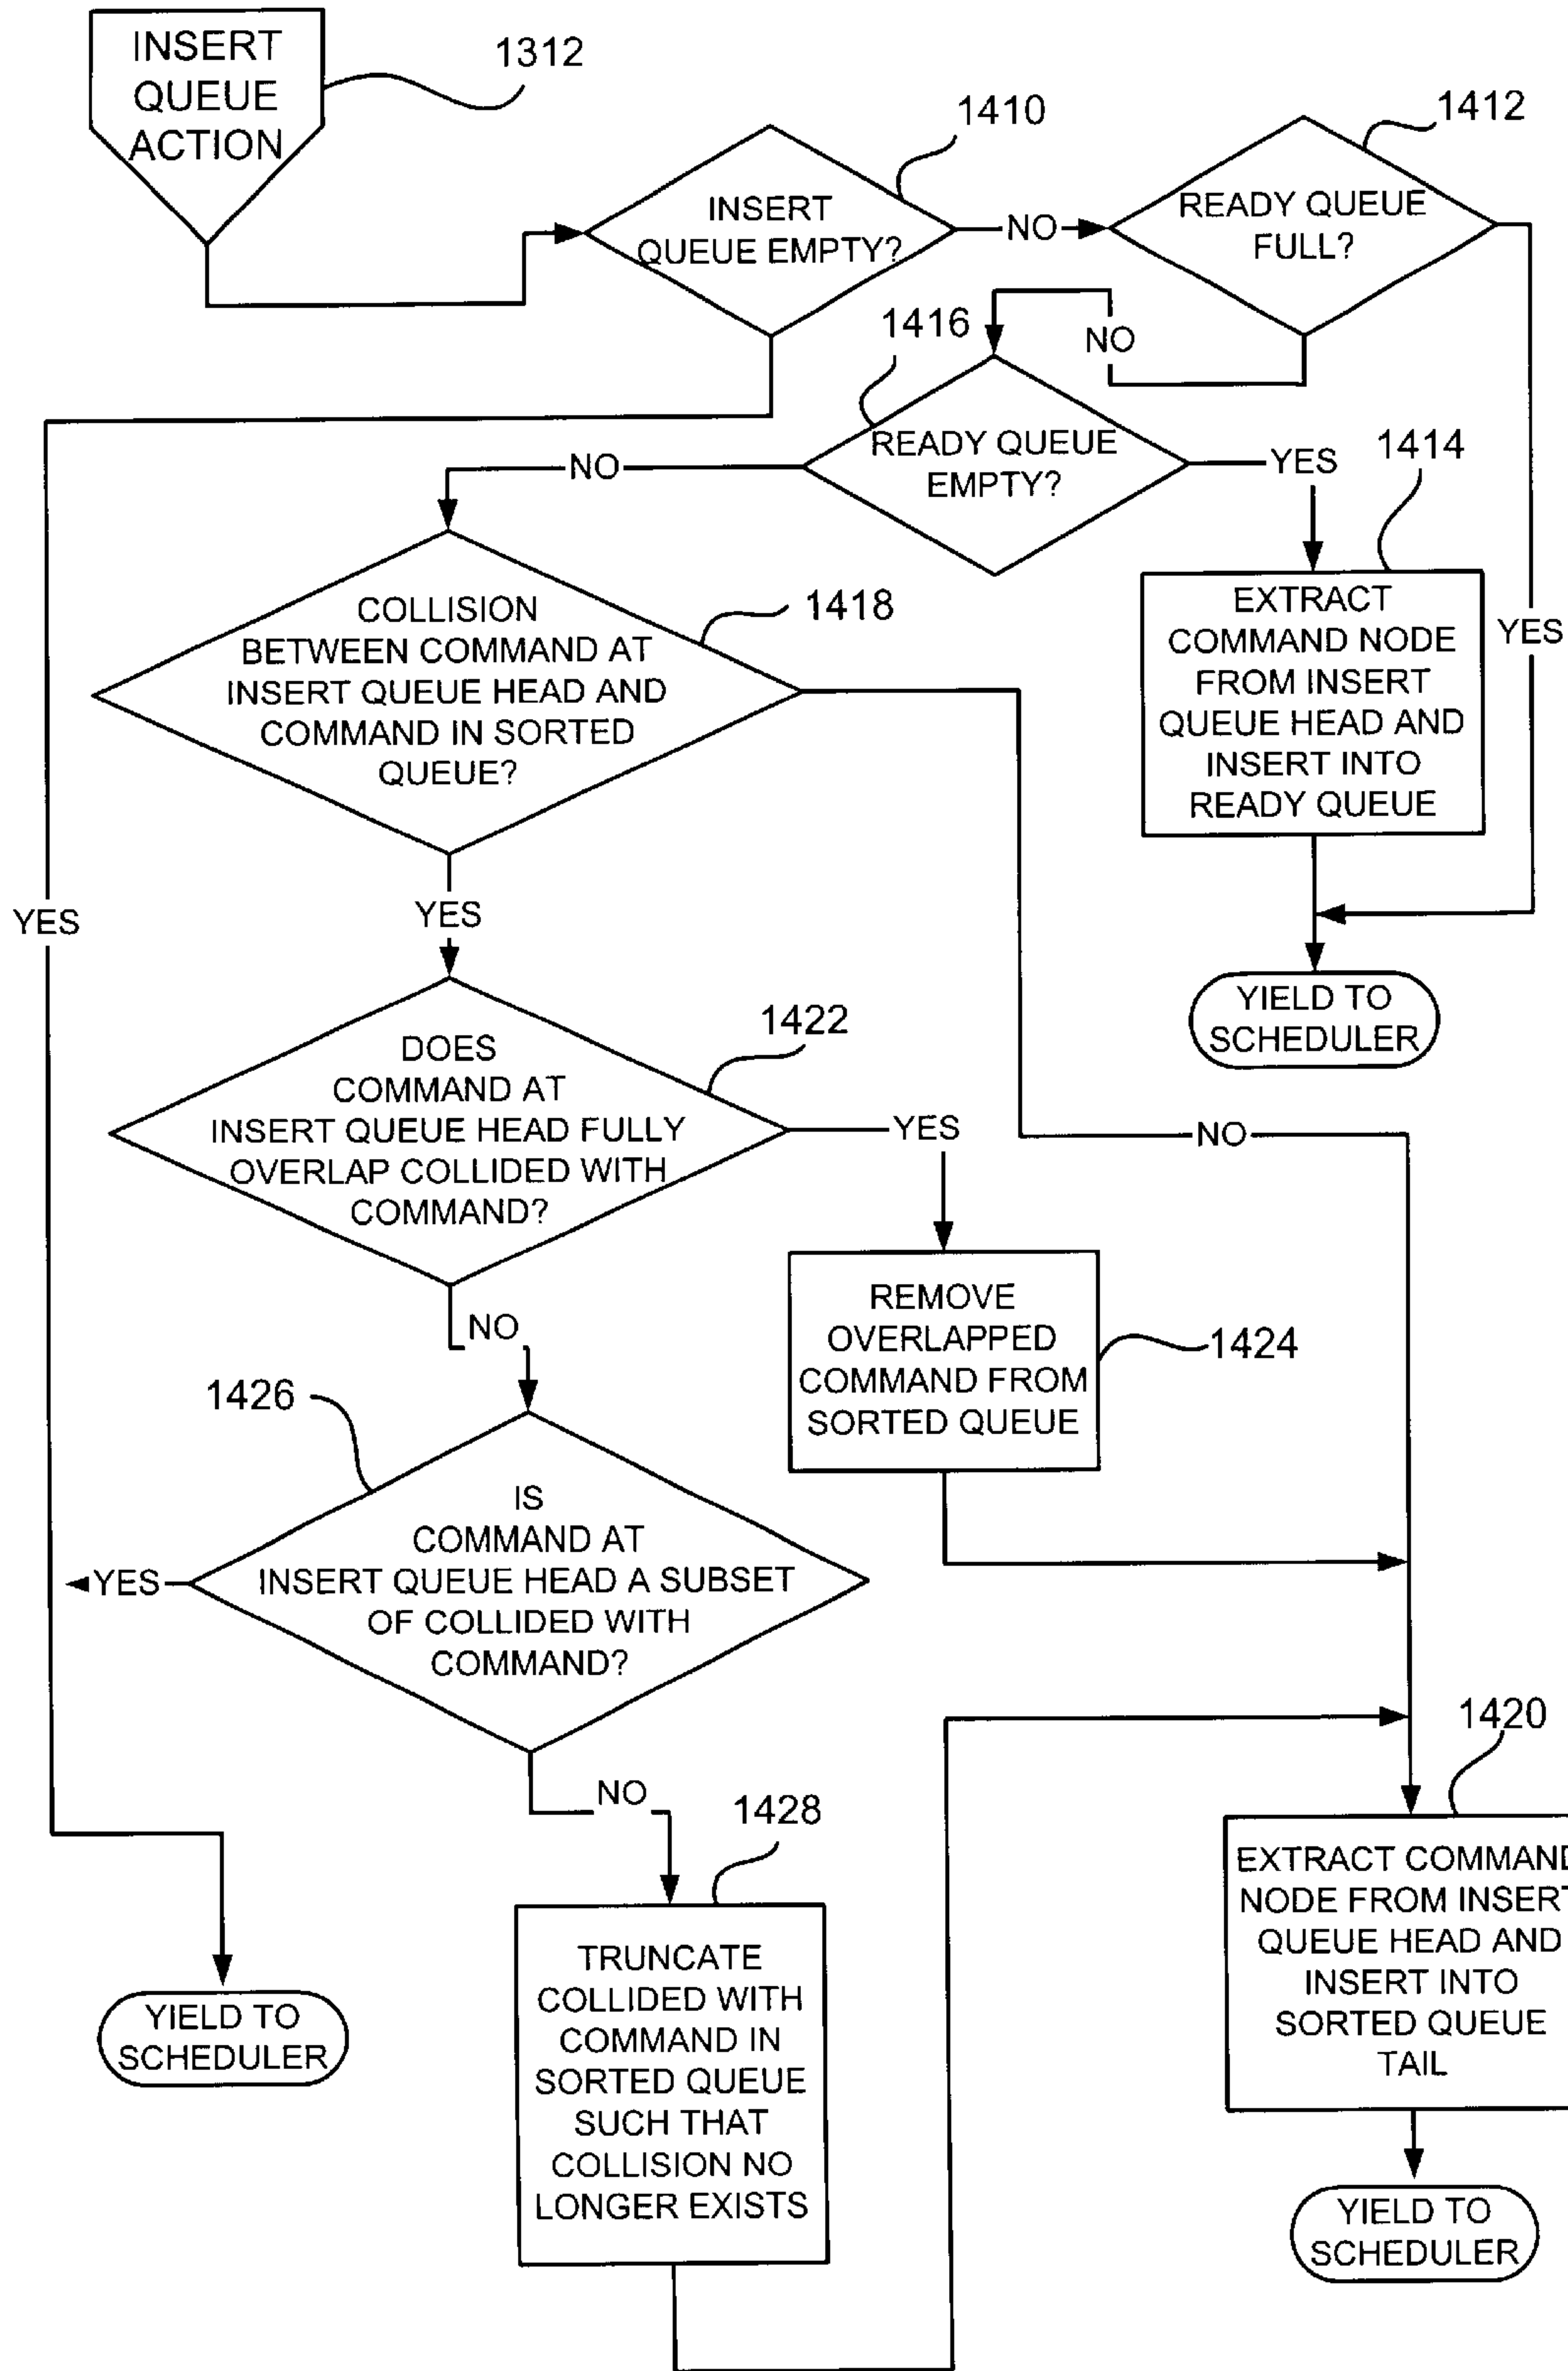 INSERT
QUEUE
ACTION
1312
1410
1412
INSERT
QUEUE EMPTY?
NO
READY QUEUE
FULL?
1416
NO
READY QUEUE
EMPTY?
NO
YES
1414
COLLISION
BETWEEN COMMAND AT
INSERT QUEUE HEAD AND
COMMAND IN SORTED
QUEUE?
1418
EXTRACT
COMMAND NODE
FROM INSERT
QUEUE HEAD AND
INSERT INTO
READY QUEUE
YES
YES
YES
YIELD TO
SCHEDULER
DOES
COMMAND AT
INSERT QUEUE HEAD FULLY
OVERLAP COLLIDED WITH
COMMAND?
1422
YES
NO
NO
REMOVE
OVERLAPPED
COMMAND FROM
SORTED QUEUE
1424
1426
IS
COMMAND AT
INSERT QUEUE HEAD A SUBSET
OF COLLIDED WITH
COMMAND?
YES
NO
1428
1420
TRUNCATE
COLLIDED WITH
COMMAND IN
SORTED QUEUE
SUCH THAT
COLLISION NO
LONGER EXISTS
EXTRACT COMMAND
NODE FROM INSERT
QUEUE HEAD AND
INSERT INTO
SORTED QUEUE
TAIL
YIELD TO
SCHEDULER
YIELD TO
SCHEDULER